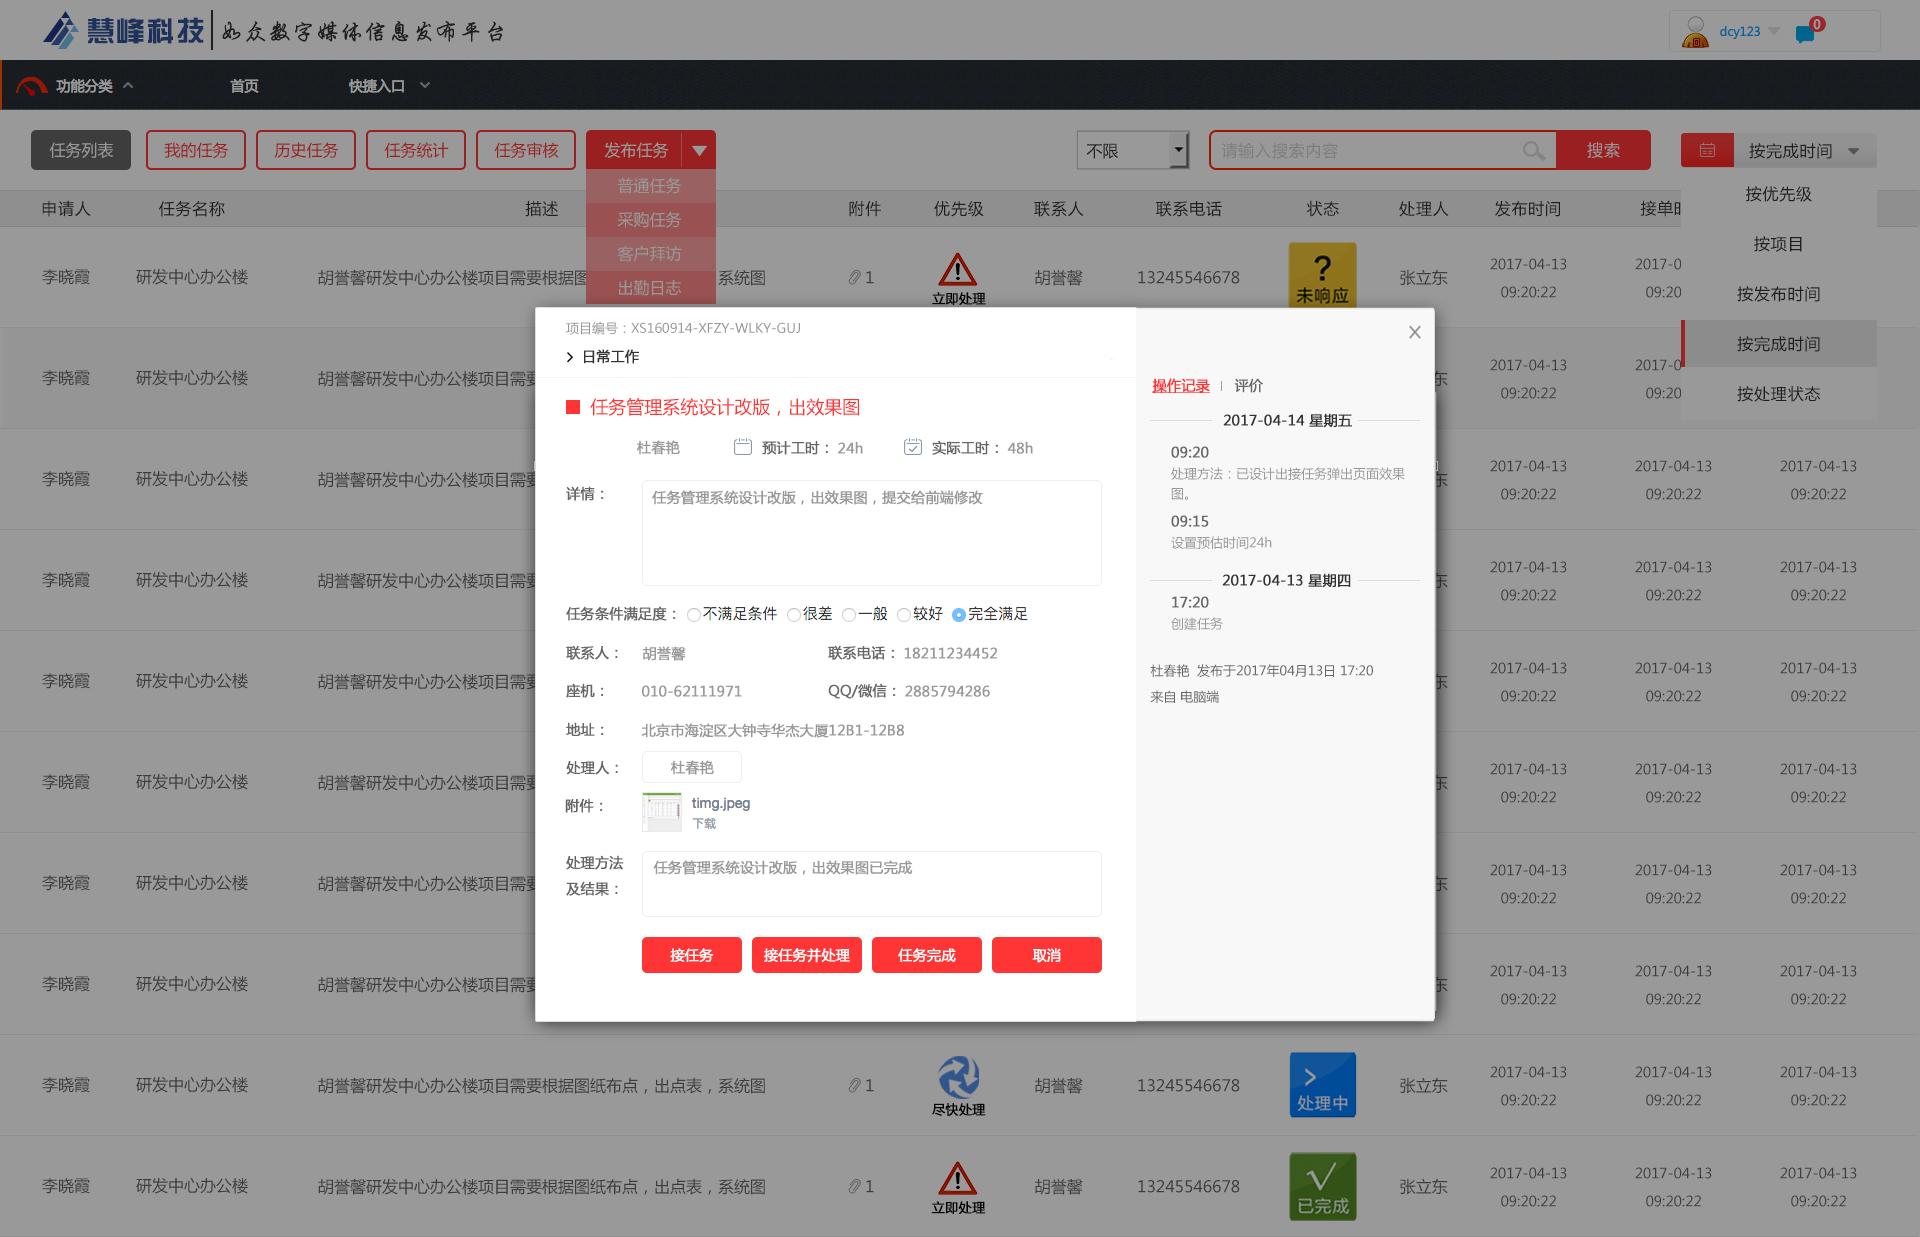 慧峰科技 如众数字媒体信息发布平台
dcy123 0
功能分类 首页 快捷入口
任务列表 我的任务 历史任务 任务统计 任务审核 发布任务 不限 请输入搜索内容 搜索 按完成时间
普通任务
采购任务
客户拜访
出勤日志
按优先级
按项目
按发布时间
按完成时间
按处理状态
申请人 任务名称 描述 附件 优先级 联系人 联系电话 状态 处理人 发布时间 接单时
李晓霞 研发中心办公楼 胡誉馨研发中心办公楼项目需要根据图 系统图 1 立即处理 胡誉馨 13245546678 ? 未响应 张立东 2017-04-13 2017-0
09:20:22 09:20
李晓霞 研发中心办公楼 胡誉馨研发中心办公楼项目需要 东 2017-04-13 2017-0
09:20:22 09:20
李晓霞 研发中心办公楼 胡誉馨研发中心办公楼项目需要 东 2017-04-13 2017-04-13 2017-04-13
09:20:22 09:20:22 09:20:22
李晓霞 研发中心办公楼 胡誉馨研发中心办公楼项目需要 东 2017-04-13 2017-04-13 2017-04-13
09:20:22 09:20:22 09:20:22
李晓霞 研发中心办公楼 胡誉馨研发中心办公楼项目需要 东 2017-04-13 2017-04-13 2017-04-13
09:20:22 09:20:22 09:20:22
李晓霞 研发中心办公楼 胡誉馨研发中心办公楼项目需要 东 2017-04-13 2017-04-13 2017-04-13
09:20:22 09:20:22 09:20:22
李晓霞 研发中心办公楼 胡誉馨研发中心办公楼项目需要 东 2017-04-13 2017-04-13 2017-04-13
09:20:22 09:20:22 09:20:22
李晓霞 研发中心办公楼 胡誉馨研发中心办公楼项目需要 东 2017-04-13 2017-04-13 2017-04-13
09:20:22 09:20:22 09:20:22
李晓霞 研发中心办公楼 胡誉馨研发中心办公楼项目需要根据图纸布点，出点表，系统图 1 尽快处理 胡誉馨 13245546678 处理中 张立东 2017-04-13 2017-04-13 2017-04-13
09:20:22 09:20:22 09:20:22
李晓霞 研发中心办公楼 胡誉馨研发中心办公楼项目需要根据图纸布点，出点表，系统图 1 立即处理 胡誉馨 13245546678 已完成 张立东 2017-04-13 2017-04-13 2017-04-13
09:20:22 09:20:22 09:20:22
项目编号：XS160914-XFZY-WLKY-GUJ
日常工作
任务管理系统设计改版，出效果图
杜春艳 预计工时： 24h 实际工时： 48h
详情： 任务管理系统设计改版，出效果图，提交给前端修改
任务条件满足度： 不满足条件 很差 一般 较好 完全满足
联系人： 胡誉馨 联系电话： 18211234452
座机： 010-62111971 QQ/微信： 2885794286
地址： 北京市海淀区大钟寺华杰大厦12B1-12B8
处理人： 杜春艳
附件： timg.jpeg
下载
处理方法 任务管理系统设计改版，出效果图已完成
及结果：
接任务 接任务并处理 任务完成 取消
操作记录 评价
2017-04-14 星期五
09:20
处理方法：已设计出接任务弹出页面效果
图。
09:15
设置预估时间24h
2017-04-13 星期四
17:20
创建任务
杜春艳 发布于2017年04月13日 17:20
来自 电脑端